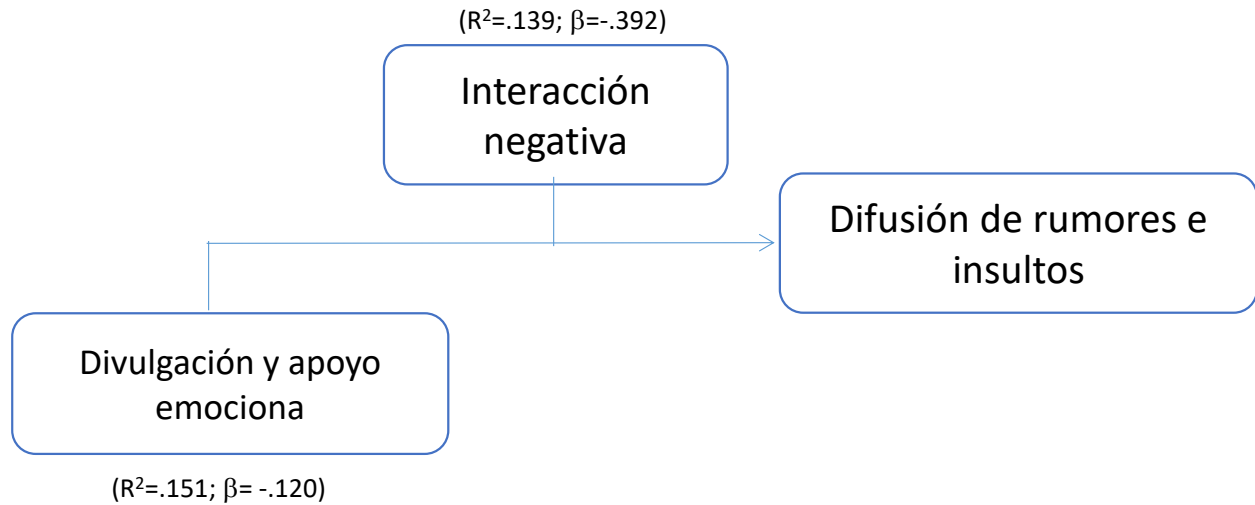 (R²=.139; β=-.392)
Interacción
negativa
Difusión de rumores e
insultos
Divulgación y apoyo
emociona
(R²=.151; β= -.120)